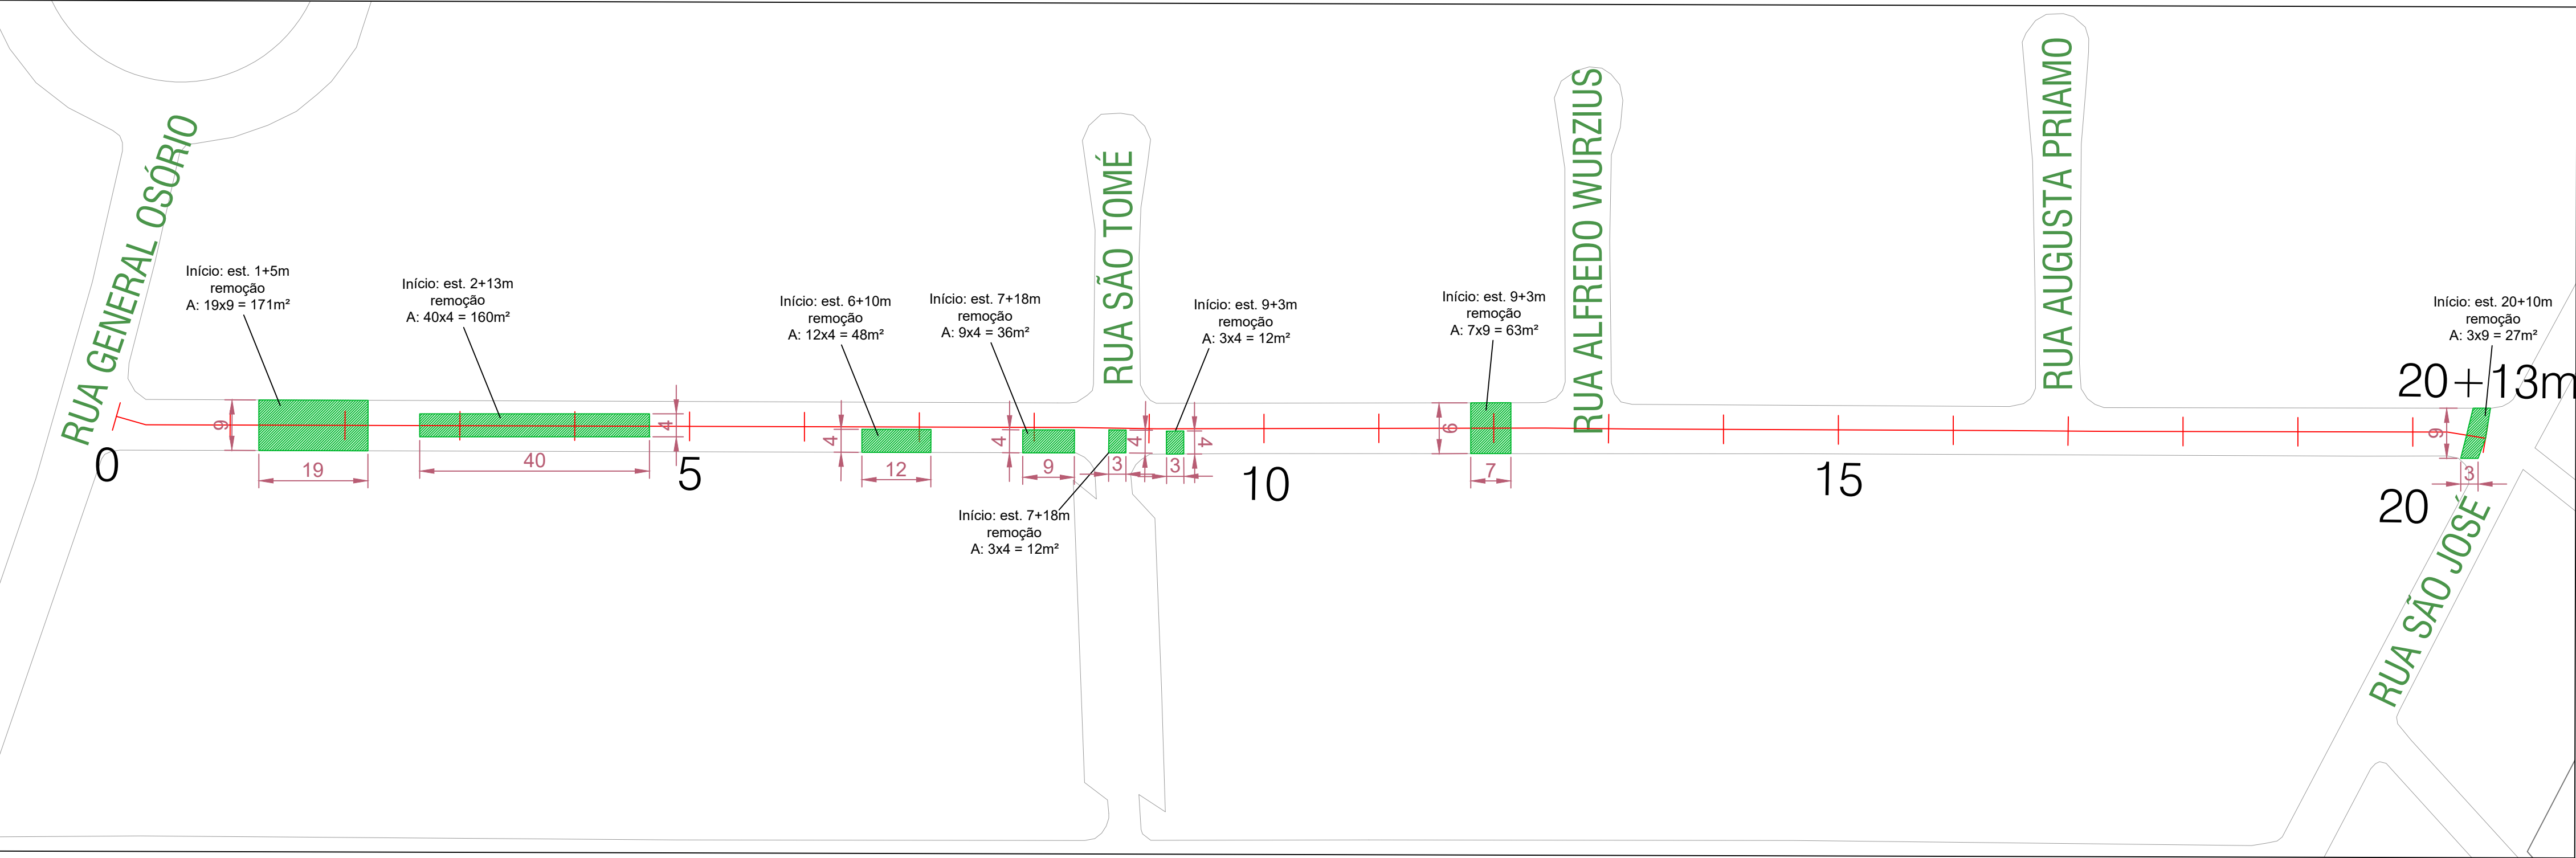 RUA GENERAL OSÓRIO
Início: est. 1+5m
remoção
A: 19x9 = 171m²
Início: est. 2+13m
remoção
A: 40x4 = 160m²
Início: est. 6+10m
remoção
A: 12x4 = 48m²
Início: est. 7+18m
remoção
A: 9x4 = 36m²
RUA SÃO TOMÉ
Início: est. 9+3m
remoção
A: 3x4 = 12m²
Início: est. 9+3m
remoção
A: 7x9 = 63m²
RUA ALFREDO WURZIUS
RUA AUGUSTA PRIAMO
Início: est. 20+10m
remoção
A: 3x9 = 27m²
20+13m
9
4
4
4
4
4
9
9
0
19
40
5
12
9
3
3
10
7
15
3
20
Início: est. 7+18m
remoção
A: 3x4 = 12m²
RUA SÃO JOSÉ